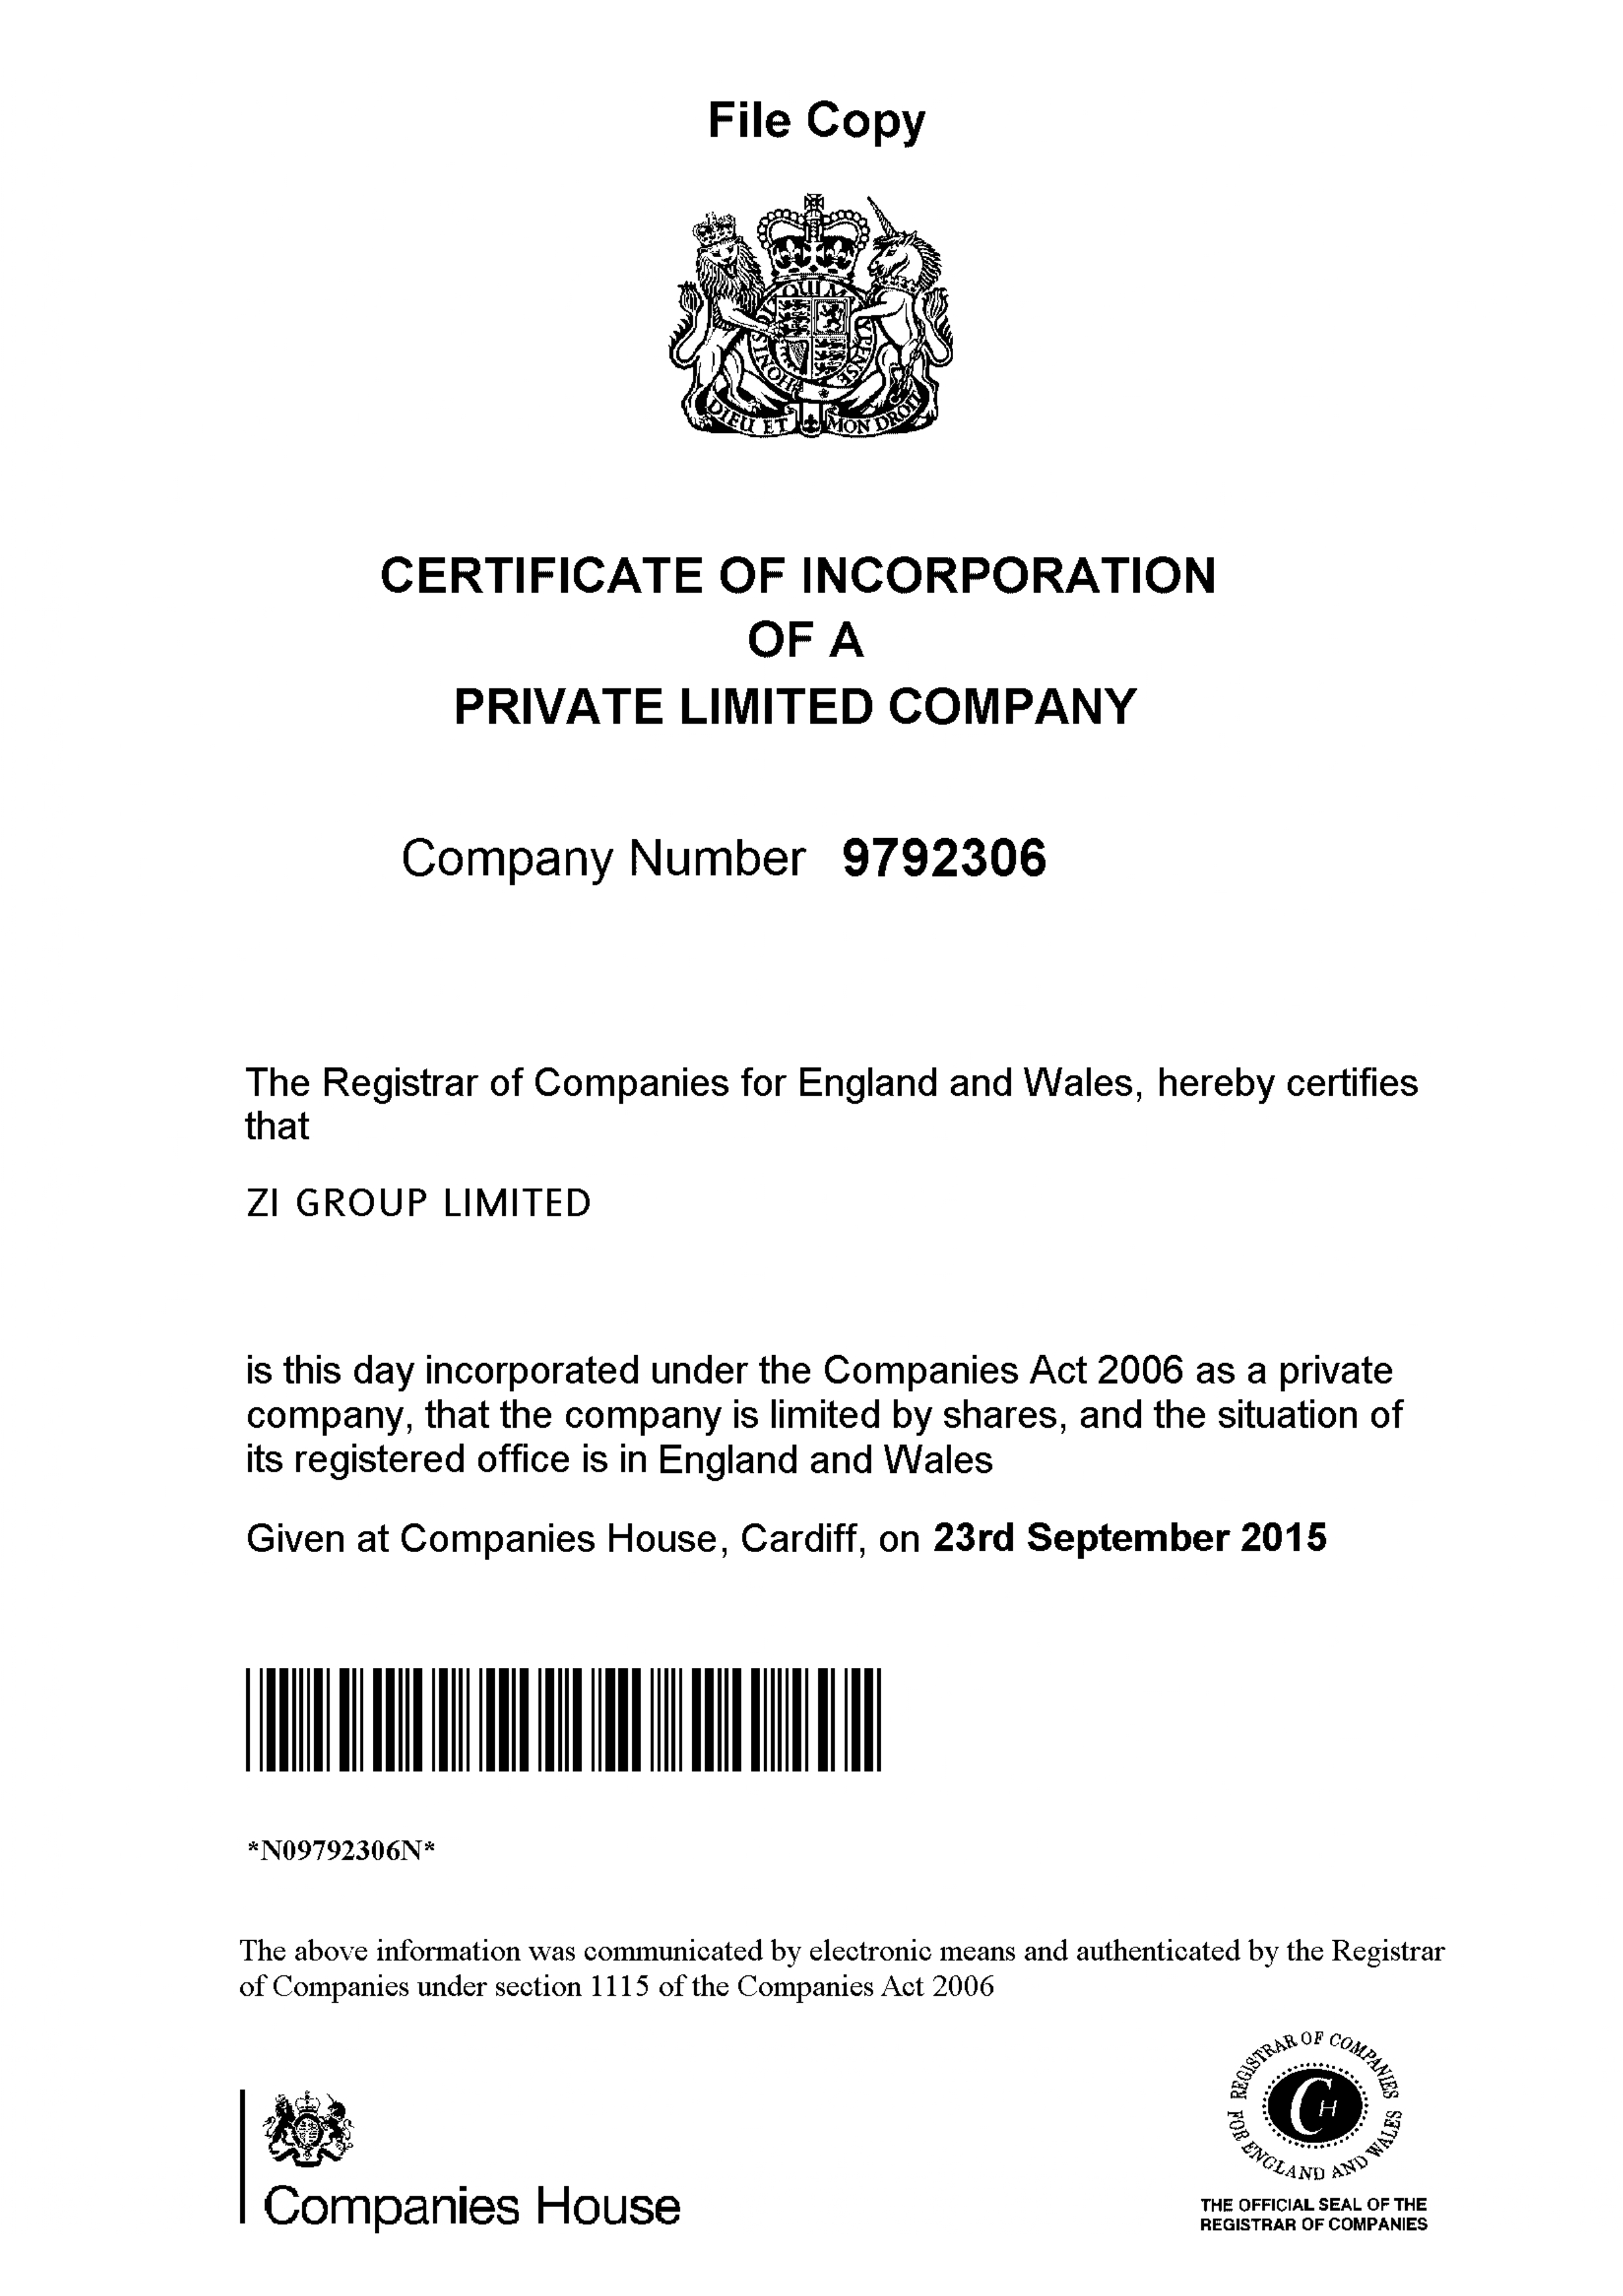 File Copy
DIEU ET MON DROIT
CERTIFICATE OF INCORPORATION
OF A
PRIVATE LIMITED COMPANY
Company Number 9792306
The Registrar of Companies for England and Wales, hereby certifies
that
ZI GROUP LIMITED
is this day incorporated under the Companies Act 2006 as a private
company, that the company is limited by shares, and the situation of
its registered office is in England and Wales
Given at Companies House, Cardiff, on 23rd September 2015
*N09792306N*
The above information was communicated by electronic means and authenticated by the Registrar
of Companies under section 1115 of the Companies Act 2006
Companies House
REGISTRAR OF COMPANIES
FOR ENGLAND AND WALES
CH
THE OFFICIAL SEAL OF THE
REGISTRAR OF COMPANIES